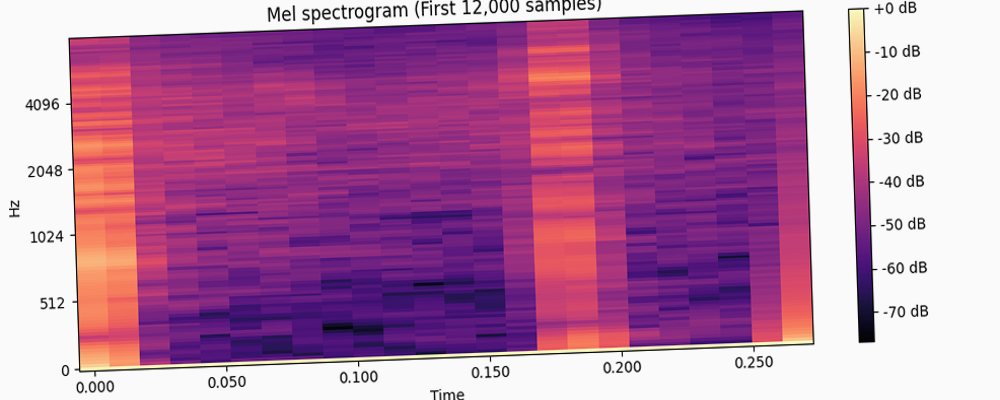 Mel spectrogram (First 12,000 samples)
+0 dB
-10 dB
-20 dB
-30 dB
-40 dB
-50 dB
-60 dB
-70 dB
4096
2048
1024
512
0
Hz
0.000
0.050
0.100
0.150
0.200
0.250
Time